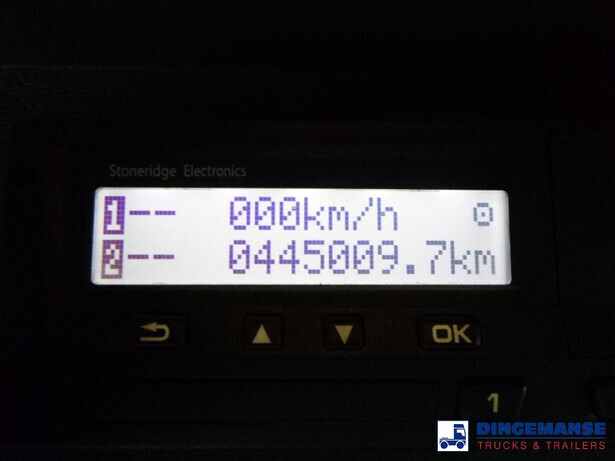 Stoneridge Electronics
1-- 000km/h
2-- 0445009.7km
OK
1
DINGEMANSE
TRUCKS & TRAILERS